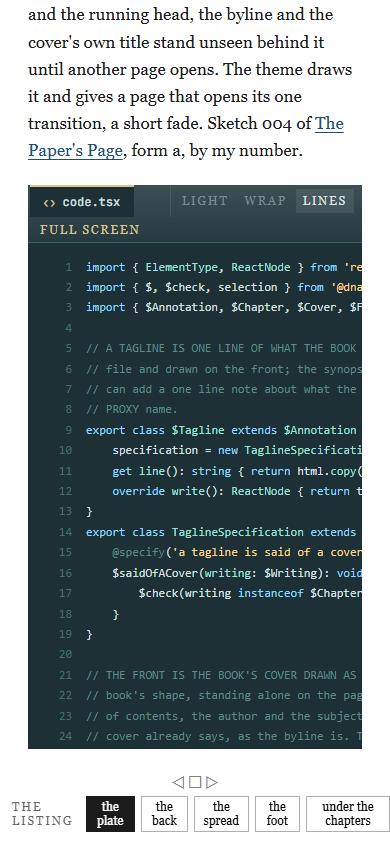 and the running head, the byline and the
cover's own title stand unseen behind it
until another page opens. The theme draws
it and gives a page that opens its one
transition, a short fade. Sketch 004 of The
Paper's Page, form a, by my number.
<> code.tsx LIGHT WRAP LINES
FULL SCREEN
1 import { ElementType, ReactNode } from 're
2 import { $, $check, selection } from '@dna
3 import { $Annotation, $Chapter, $Cover, $F
4
5 // A TAGLINE IS ONE LINE OF WHAT THE BOOK
6 // file and drawn on the front; the synops
7 // can add a one line note about what the
8 // PROXY name.
9 export class $Tagline extends $Annotation
10 specification = new TaglineSpecificati
11 get line(): string { return html.copy(
12 override write(): ReactNode { return t
13 }
14 export class TaglineSpecification extends
15 @specify('a tagline is said of a cover
16 $saidOfACover(writing: $Writing): void
17 $check(writing instanceof $Chapter
18 }
19 }
20
21 // THE FRONT IS THE BOOK'S COVER DRAWN AS
22 // book's shape, standing alone on the pag
23 // of contents, the author and the subject
24 // cover already says, as the byline is. T
THE LISTING
the plate
the back
the spread
the foot
under the chapters